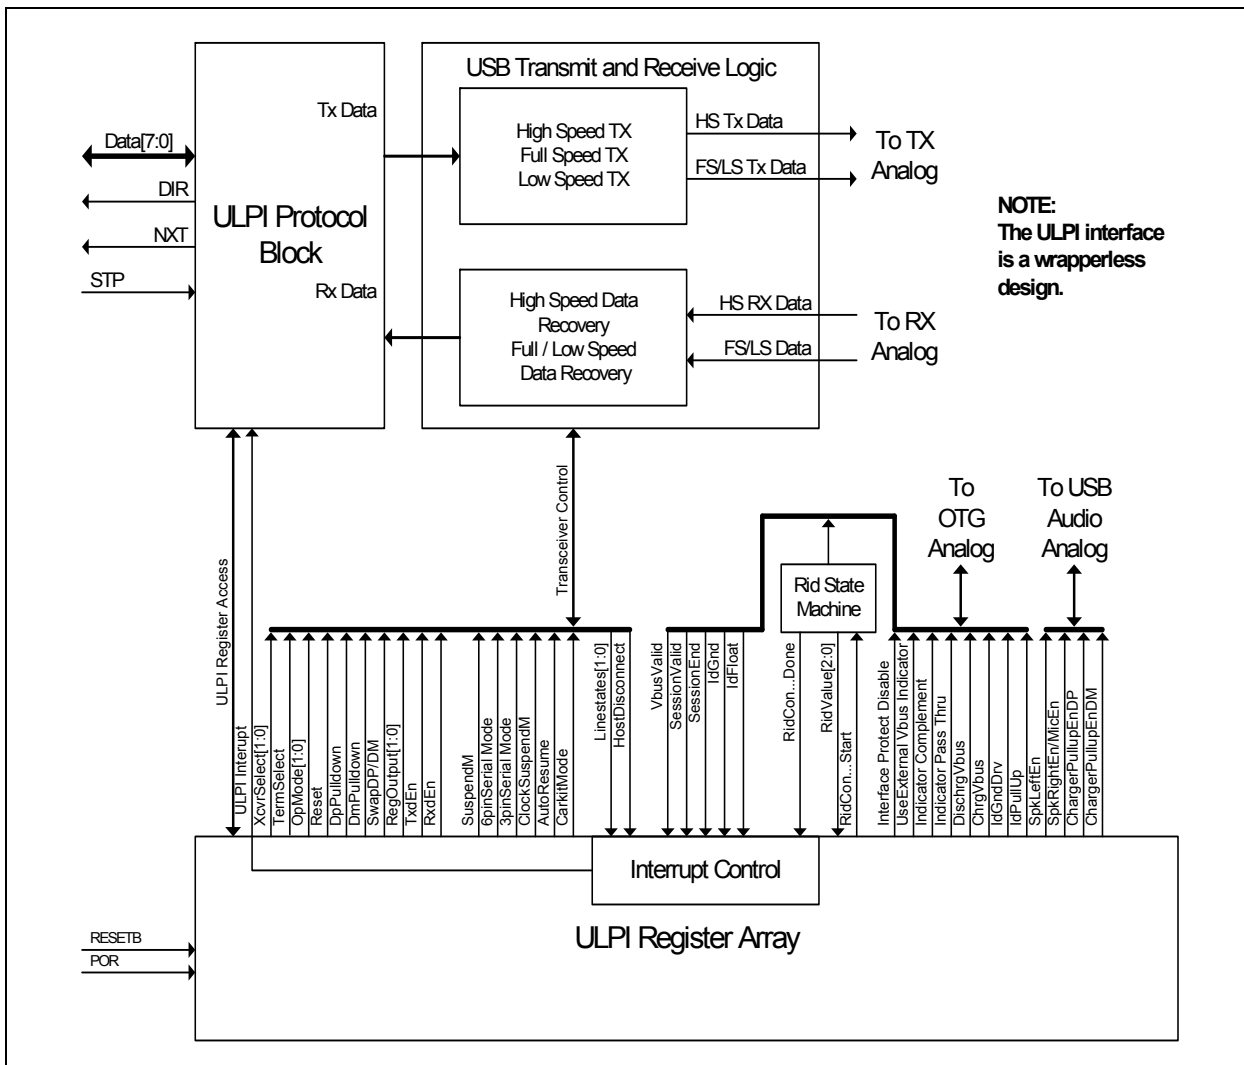 USB Transmit and Receive Logic
Tx Data
High Speed TX
Full Speed TX
Low Speed TX
HS Tx Data
FS/LS Tx Data
To TX
Analog
Data[7:0]
DIR
NXT
STP
ULPI Protocol
Block
Rx Data
High Speed Data
Recovery
Full / Low Speed
Data Recovery
HS RX Data
FS/LS Data
To RX
Analog
NOTE:
The ULPI interface
is a wrapperless
design.
ULPI Register Access
Transceiver Control
To
OTG
Analog
To USB
Audio
Analog
Rid State
Machine
ULPI Interupt
XcvrSelect[1:0]
TermSelect
OpMode[1:0]
Reset
DpPulldown
DmPulldown
SwapDP/DM
RegOutput[1:0]
TxdEn
RxdEn
SuspendM
6pinSerial Mode
3pinSerial Mode
ClockSuspendM
AutoResume
CarkitMode
Linestates[1:0]
HostDisconnect
VbusValid
SessionValid
SessionEnd
IdGnd
IdFloat
RidCon...Done
RidValue[2:0]
RidCon...Start
Interface Protect Disable
UseExternal Vbus Indicator
Indicator Complement
Indicator Pass Thru
DischrgVbus
ChrgVbus
IdGndDrv
IdPullUp
SpkLeftEn
SpkRightEn/MicEn
ChargerPullupEnDP
ChargerPullupEnDM
Interrupt Control
ULPI Register Array
RESETB
POR